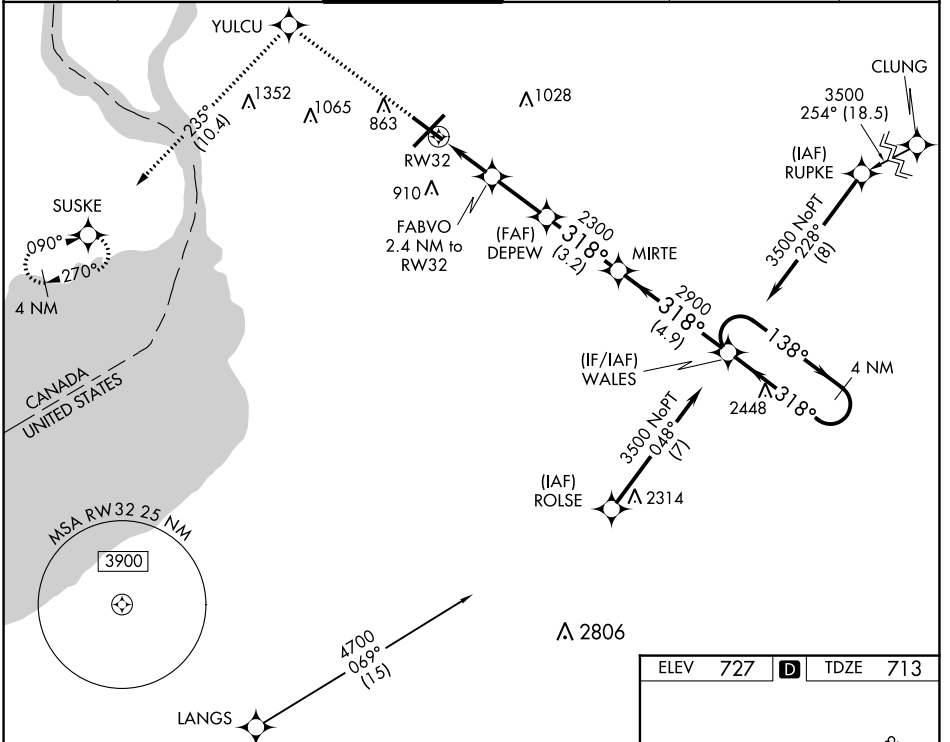 YULCU
1352
1065
863
1028
CLUNG
3500
254° (18.5)
235°
(10.4)
RW32
(IAF)
RUPKE
910
SUSKE
FABVO
2.4 NM to
RW32
(FAF)
DEPEW
2300
318°
(3.2)
MIRTE
3500 NoPT
228°
(8)
090°
270°
4 NM
2900
318°
(4.9)
138°
4 NM
(IF/IAF)
WALES
318°
2448
CANADA
UNITED STATES
3500 NoPT
048°
(7)
(IAF)
ROLSE
2314
MSA RW32 25 NM
3900
2806
4700
069°
(15)
LANGS
ELEV 727 D TDZE 713